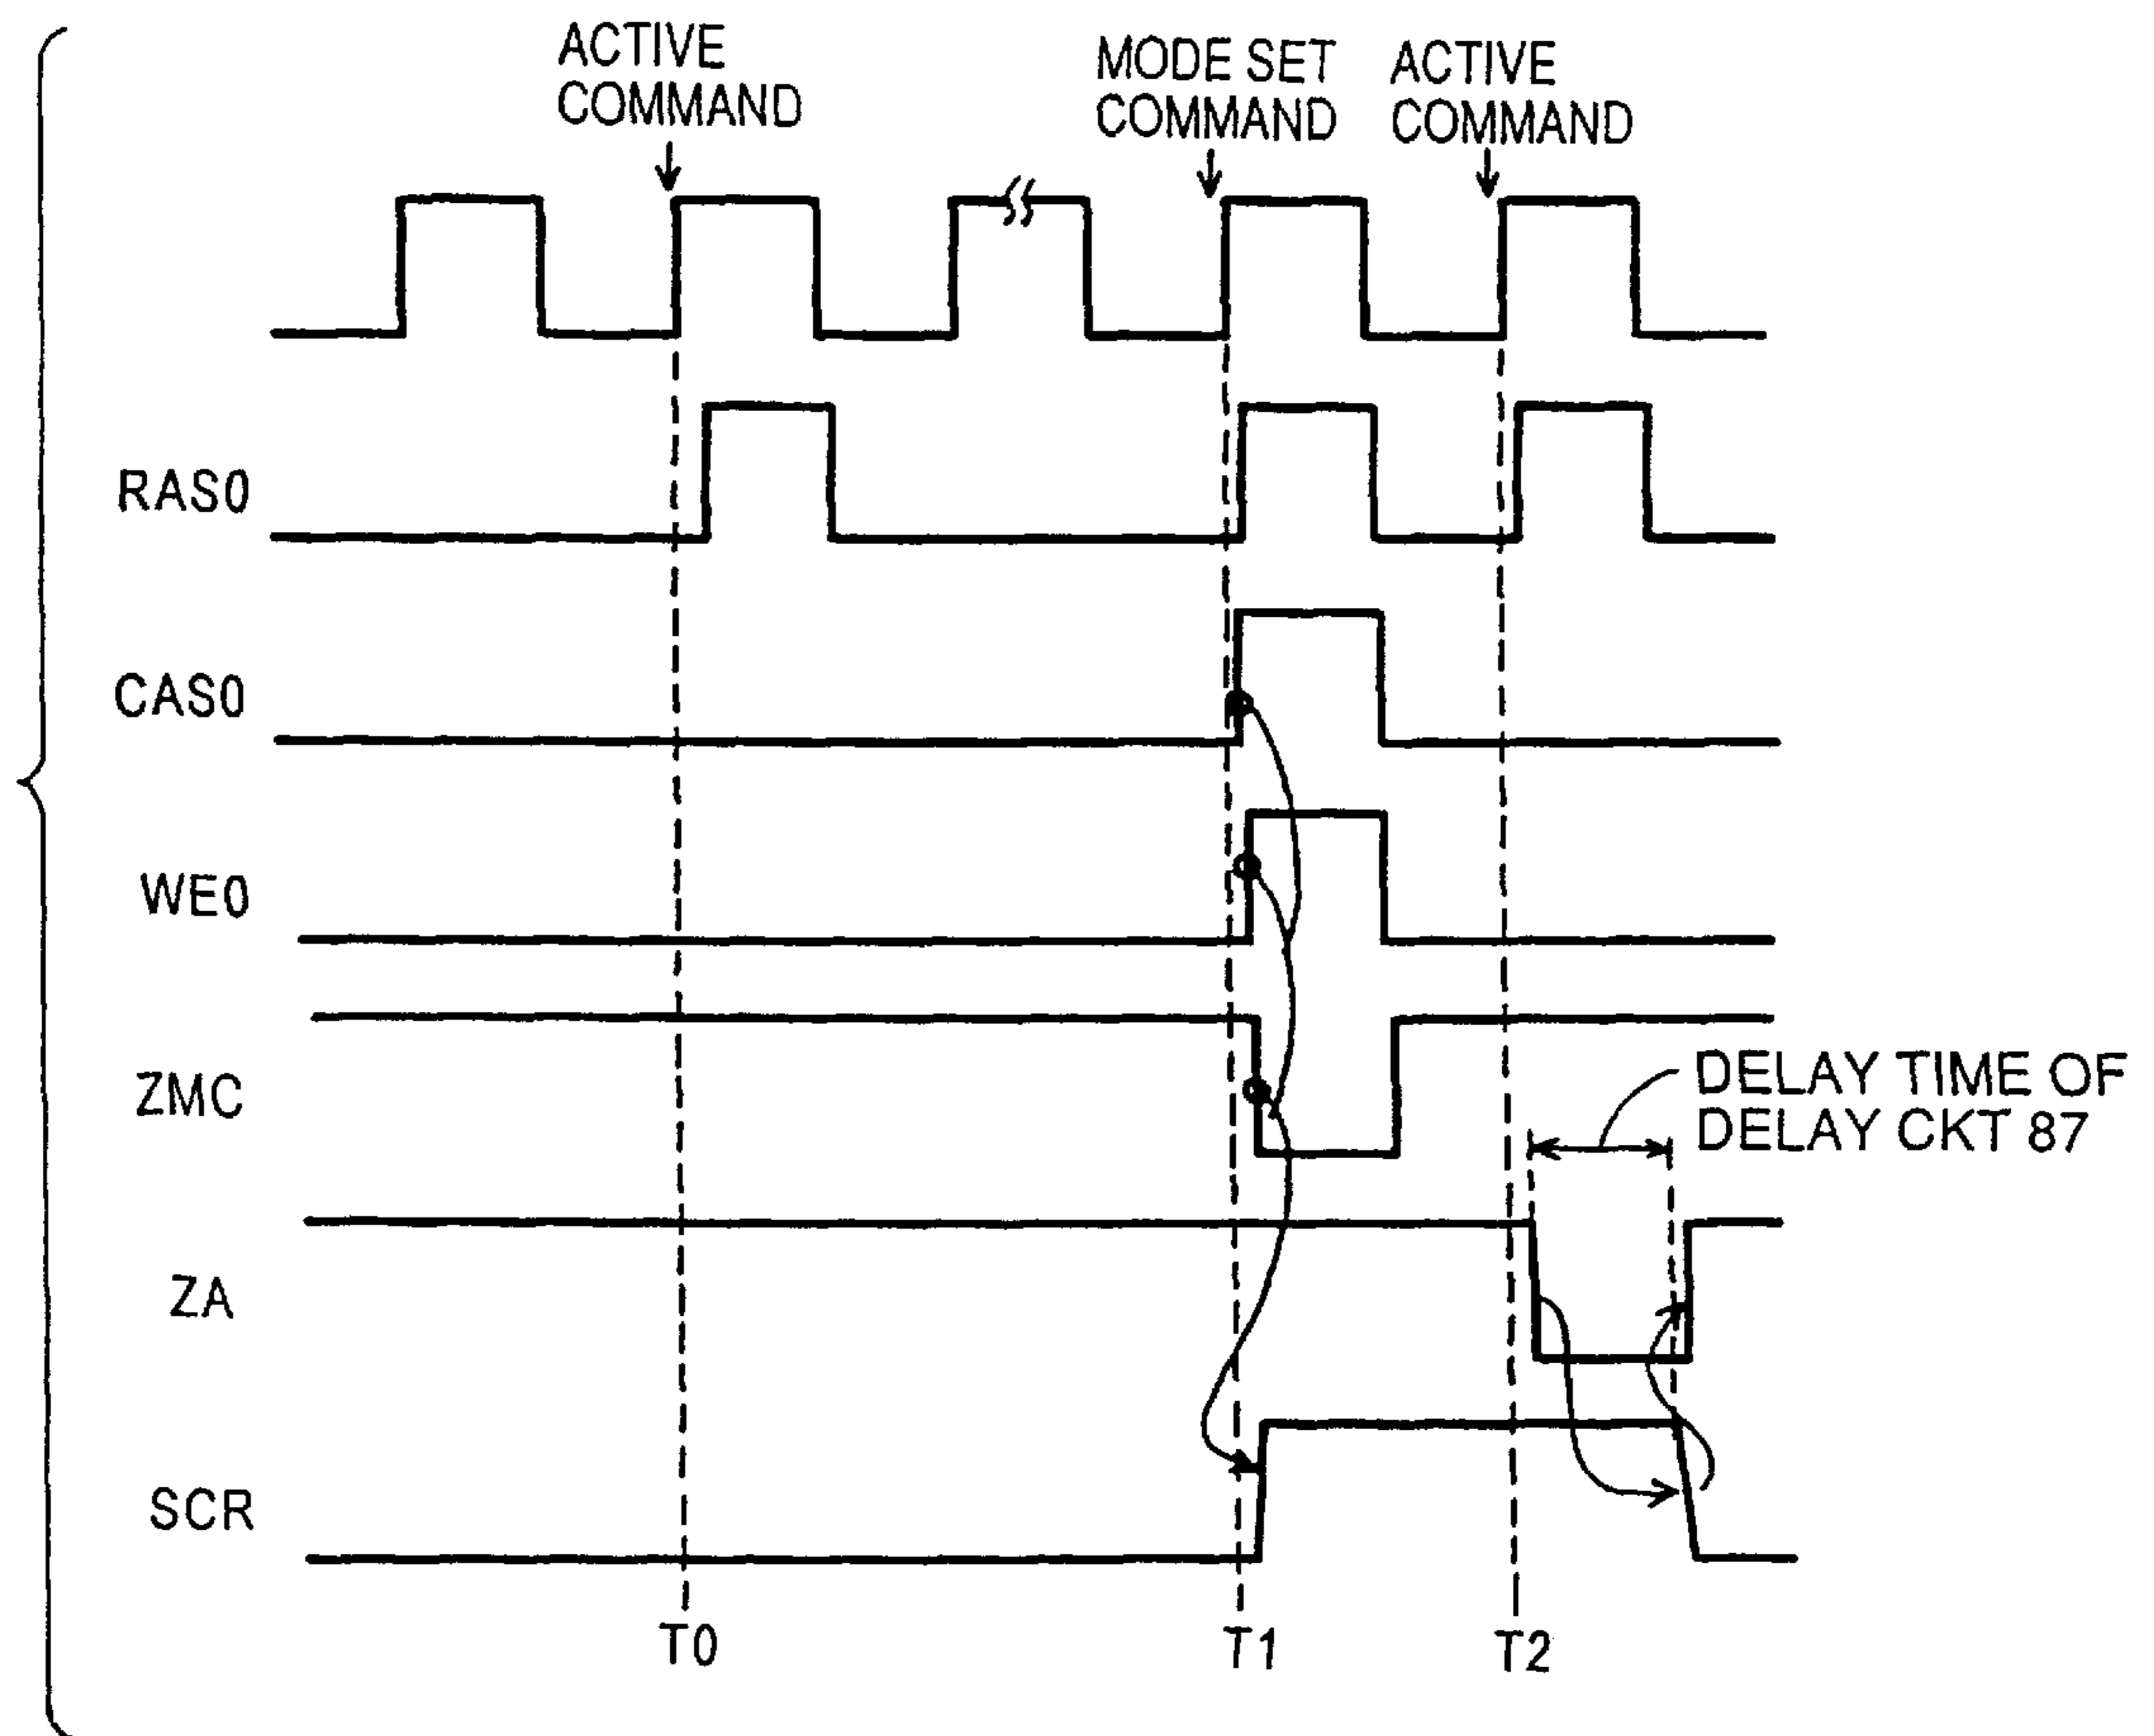 ACTIVE
COMMAND
MODE SET
COMMAND
ACTIVE
COMMAND
RAS0
CAS0
WE0
ZMC
DELAY TIME OF
DELAY CKT 87
ZA
SCR
T0
T1
T2